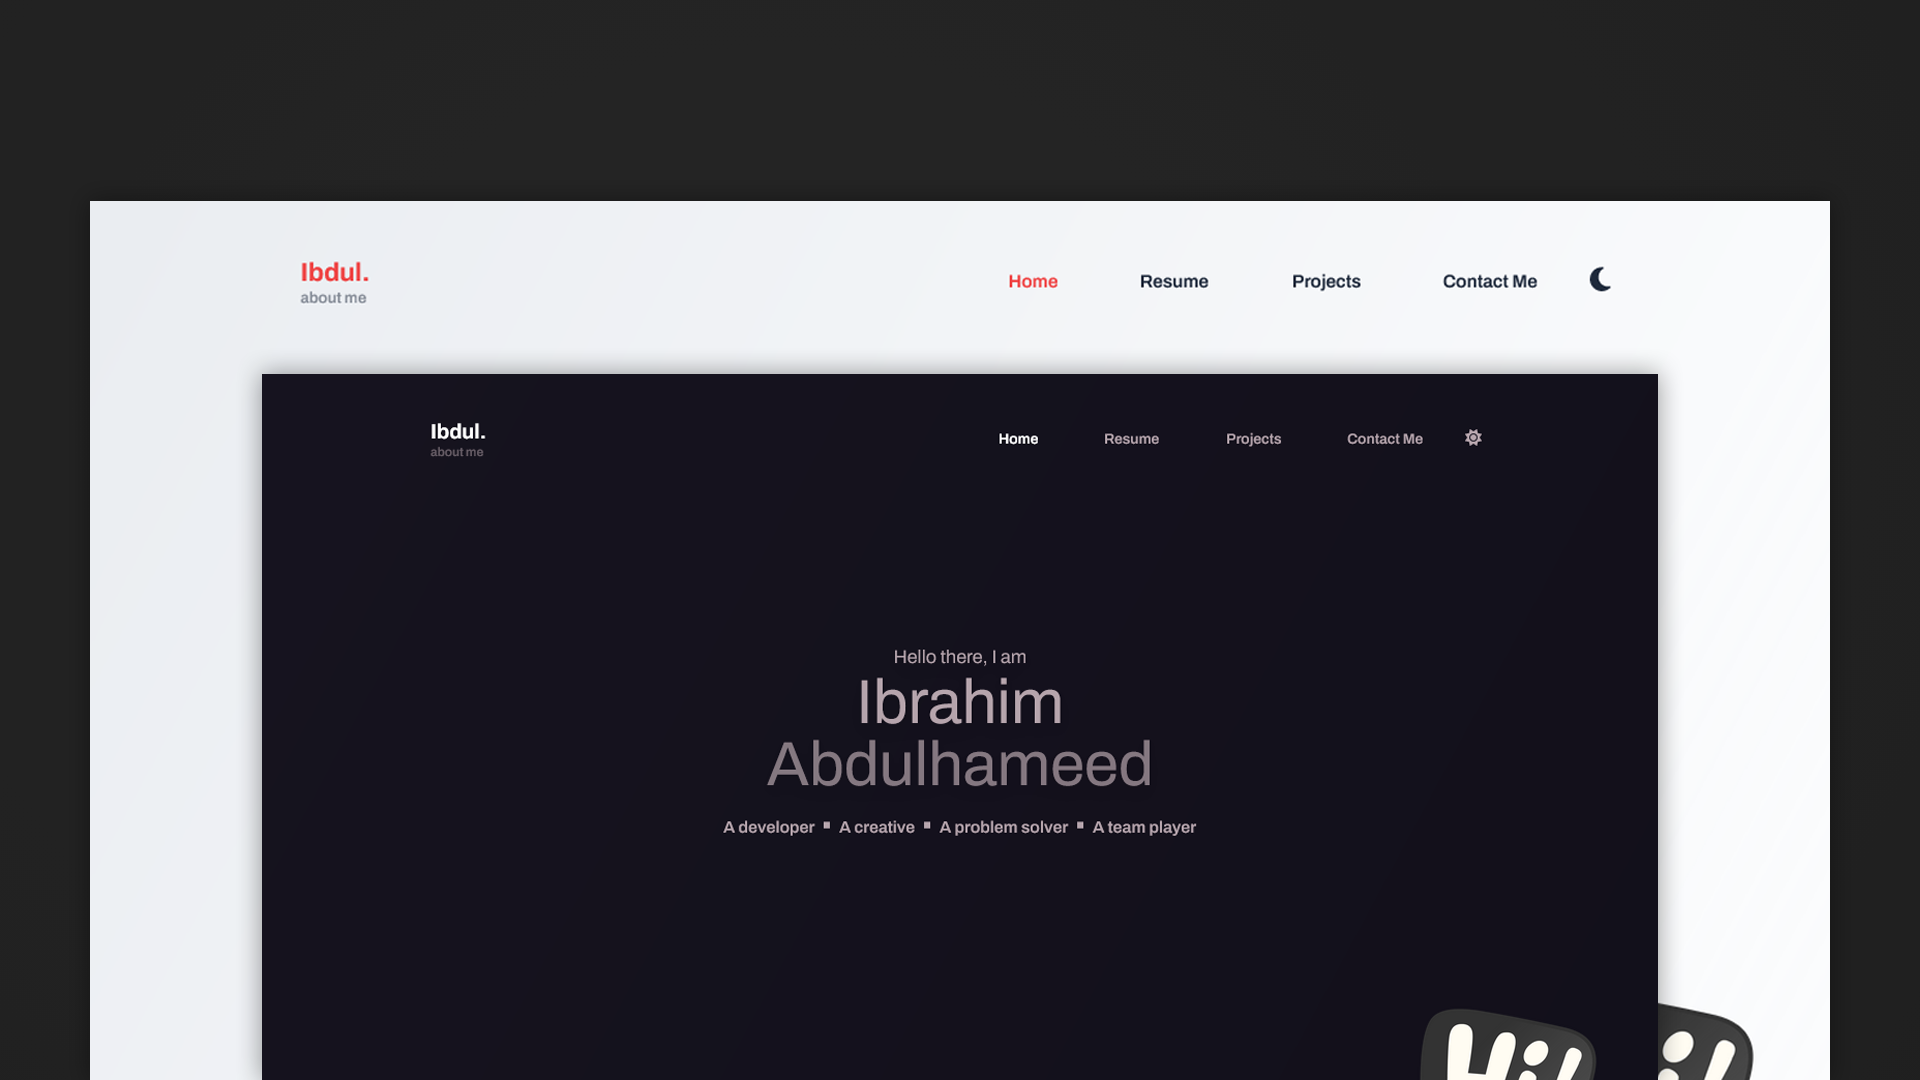 Ibdul.
about me
Home Resume Projects Contact Me
Ibdul.
about me
Home Resume Projects Contact Me
Hello there, I am
Ibrahim
Abdulhameed
A developer ▪ A creative ▪ A problem solver ▪ A team player
Hi!